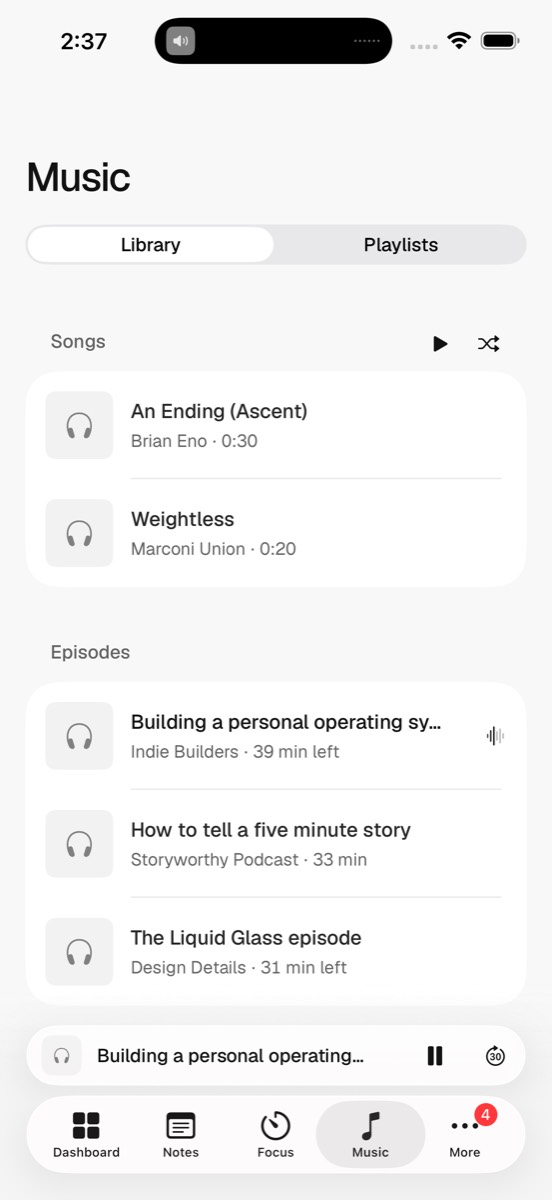 2:37
Music
Library
Playlists
Songs
An Ending (Ascent)
Brian Eno · 0:30
Weightless
Marconi Union · 0:20
Episodes
Building a personal operating sy...
Indie Builders · 39 min left
How to tell a five minute story
Storyworthy Podcast · 33 min
The Liquid Glass episode
Design Details · 31 min left
Building a personal operating...
30
4
Dashboard
Notes
Focus
Music
More